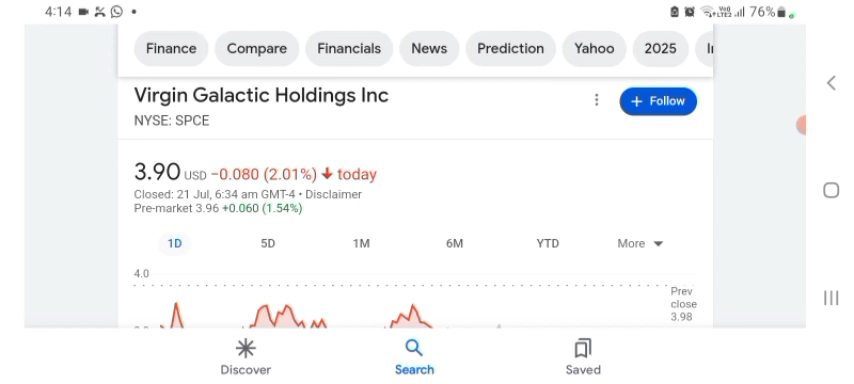 4:14 76%
Finance Compare Financials News Prediction Yahoo 2025
Virgin Galactic Holdings Inc
+ Follow
NYSE: SPCE
3.90 USD −0.080 (2.01%) ↓ today
Closed: 21 Jul, 6:34 am GMT-4 • Disclaimer
Pre-market 3.96 +0.060 (1.54%)
1D 5D 1M 6M YTD More
4.0
Prev
close
3.98
Discover Search Saved